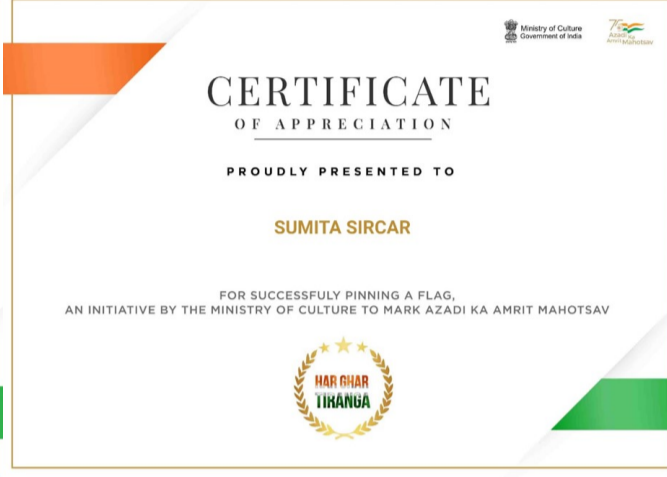 Ministry of Culture
Government of India
Azadi Ka
Amrit Mahotsav
CERTIFICATE
OF APPRECIATION
PROUDLY PRESENTED TO
SUMITA SIRCAR
FOR SUCCESSFULY PINNING A FLAG,
AN INITIATIVE BY THE MINISTRY OF CULTURE TO MARK AZADI KA AMRIT MAHOTSAV
HAR GHAR
TIRANGA